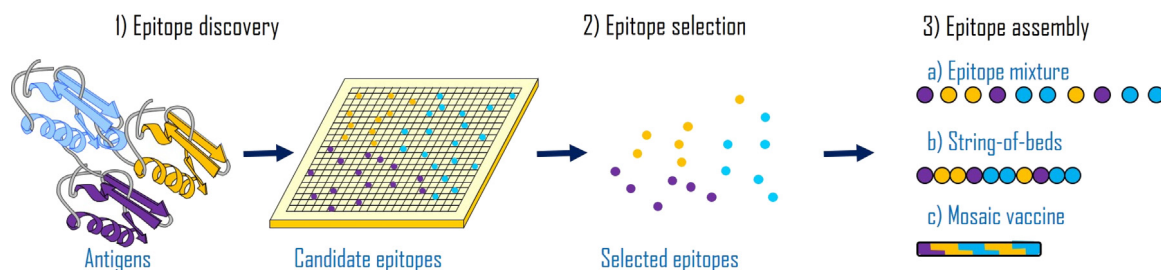 1) Epitope discovery
2) Epitope selection
3) Epitope assembly
a) Epitope mixture
b) String-of-beds
c) Mosaic vaccine
Antigens
Candidate epitopes
Selected epitopes